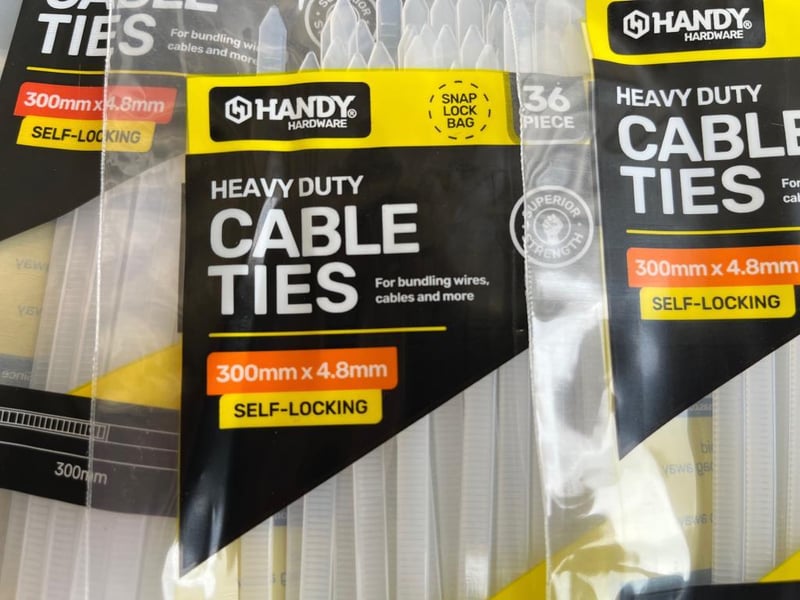 TIES
For bundling wi
cables and more
300mm x 4.8mm
SELF-LOCKING
300mm
HANDY®
HARDWARE
SNAP
LOCK
BAG
HEAVY DUTY
CABLE
TIES
For bundling wires,
cables and more
300mm x 4.8mm
SELF-LOCKING
36
PIECE
SUPERIOR
STRENGTH
HANDY®
HARDWARE
HEAVY DUTY
CABLE
TIES
For
300mm x 4.8mm
SELF-LOCKING